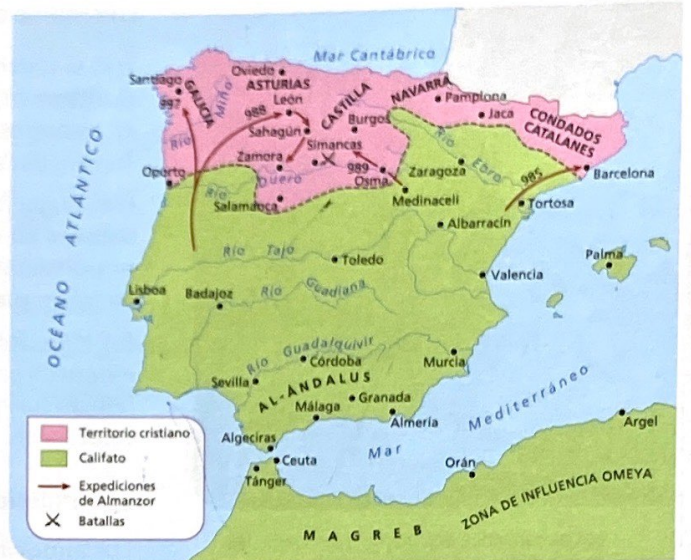 Mar Cantábrico
Santiago
Oviedo
ASTURIAS
997
GALICIA
Miño
988
León
CASTILLA
NAVARRA
Pamplona
Jaca
CONDADOS
CATALANES
Sahagún
Burgos
Río
Simancas
Río
Zamora
989
Zaragoza
Ebro
985
Barcelona
Oporto
Río
Duero
Osma
Medinaceli
Tortosa
Salamanca
Albarracín
OCÉANO ATLÁNTICO
Río Tajo
Toledo
Palma
Valencia
Lisboa
Badajoz
Río Guadiana
Río Guadalquivir
Córdoba
Murcia
Sevilla
AL-ÁNDALUS
Granada
Málaga
Almería
Mar Mediterráneo
Argel
Algeciras
Ceuta
Tánger
Orán
ZONA DE INFLUENCIA OMEYA
MAGREB
Territorio cristiano
Califato
Expediciones
de Almanzor
Batallas